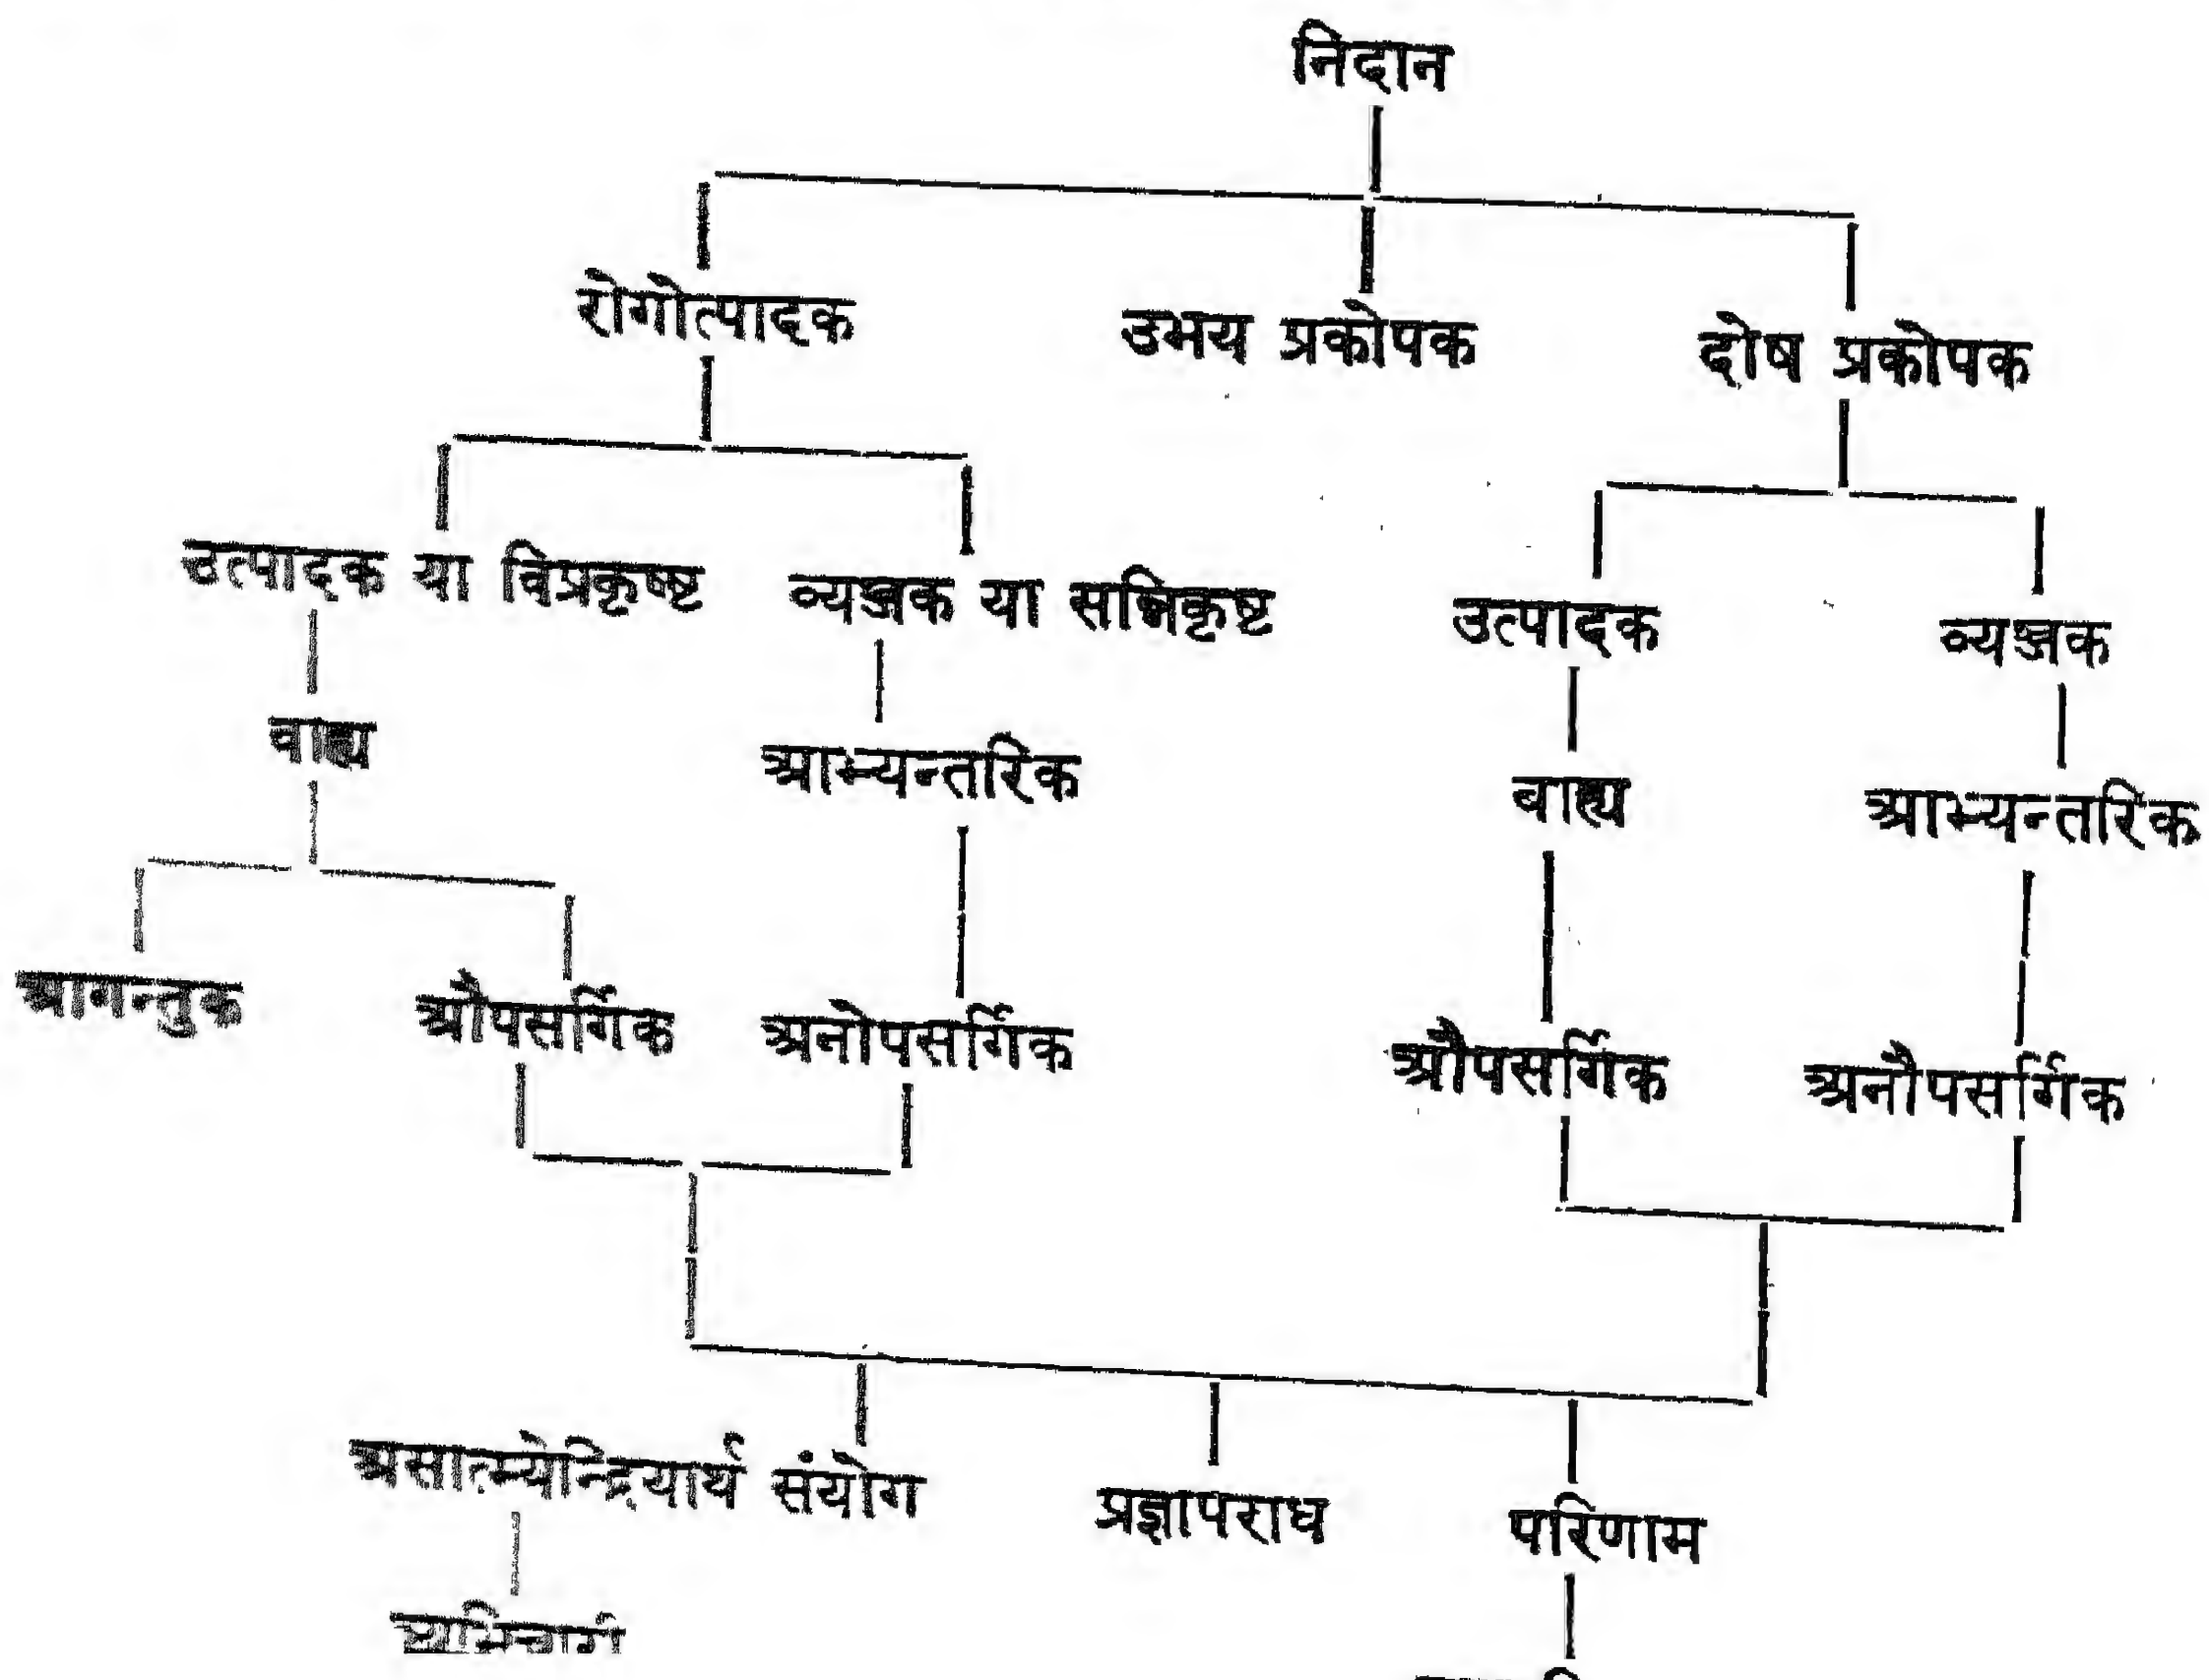 निदान
रोगोत्पादक उभय प्रकोपक दोष प्रकोपक
उत्पादक या विप्रकृष्ट व्यञ्जक या सन्निकृष्ट उत्पादक व्यञ्जक
वाह्य आभ्यन्तरिक वाह्य आभ्यन्तरिक
आगन्तुक औपसर्गिक अनोपसर्गिक औपसर्गिक अनौपसर्गिक
असात्म्येन्द्रियार्थ संयोग प्रज्ञापराध परिणाम